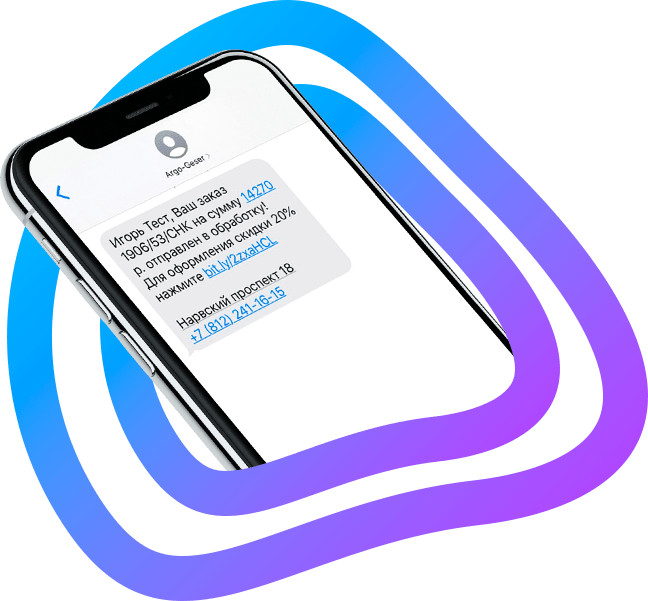 Argo-Geser
Игорь Тест, Ваш заказ
1906/53/СНК на сумму 14270
р. отправлен в обработку!
Для оформления скидки 20%
нажмите bit.ly/2zxaHCL
Нарвский проспект 18
+7 (812) 241-16-15